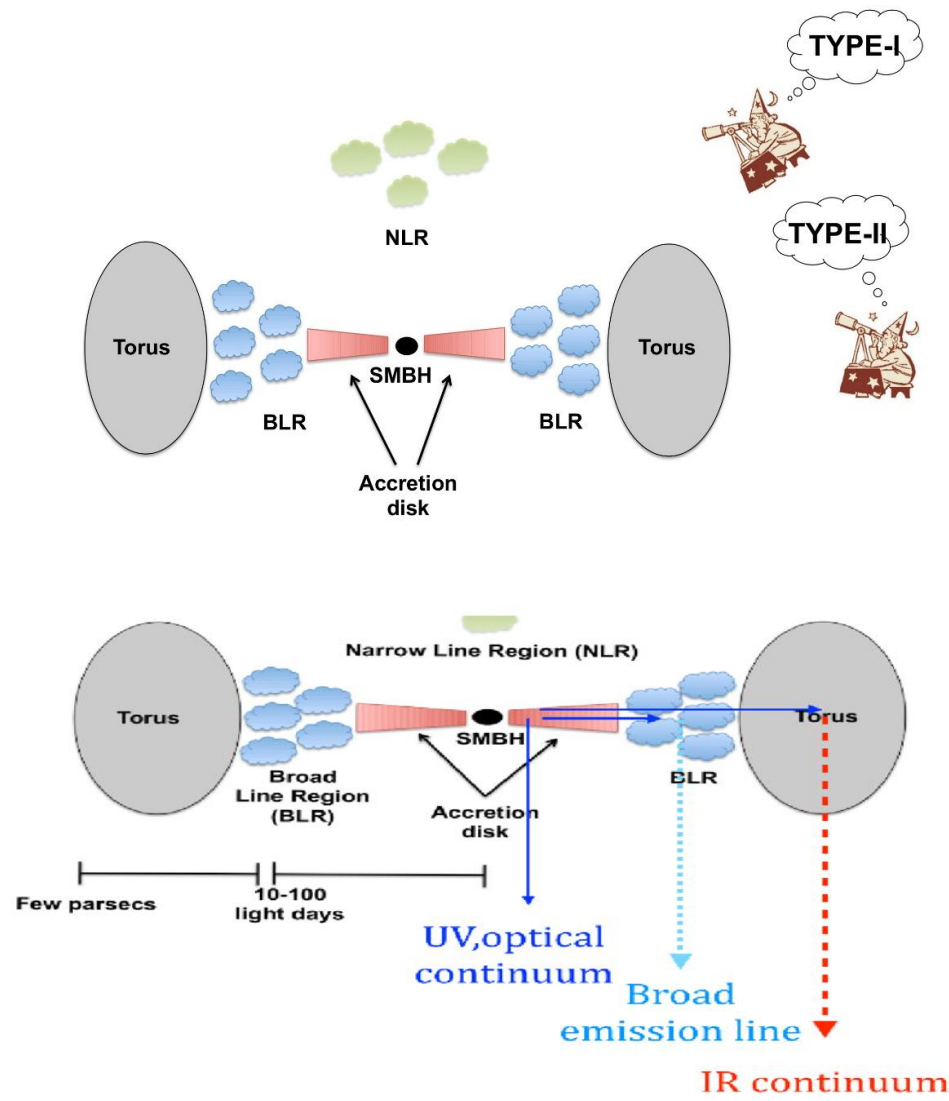 TYPE-I
TYPE-II
NLR
Torus
Torus
SMBH
BLR
BLR
Accretion
disk
Narrow Line Region (NLR)
Torus
Torus
SMBH
Broad
Line Region
(BLR)
BLR
Accretion
disk
Few parsecs
10-100
light days
UV,optical
continuum
Broad
emission line
IR continuum